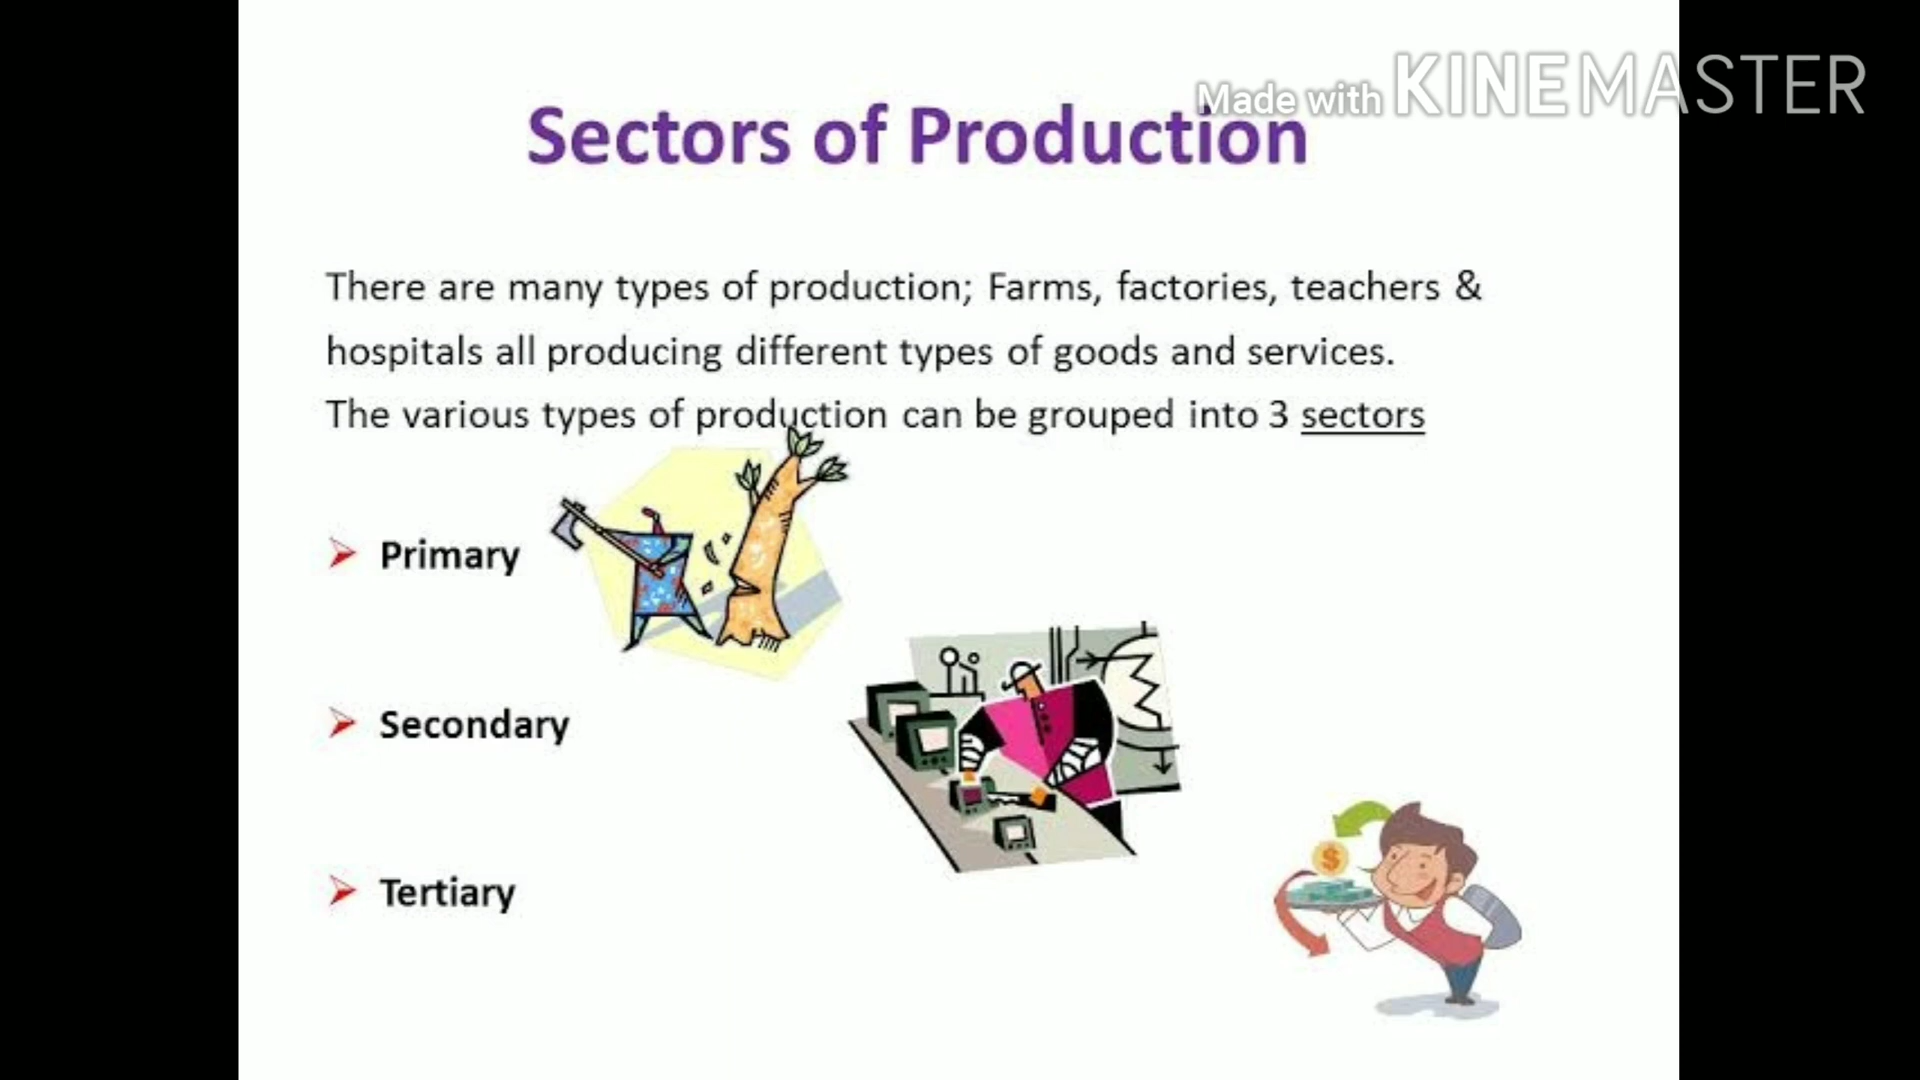 Made with KINEMASTER
Sectors of Production
There are many types of production; Farms, factories, teachers &
hospitals all producing different types of goods and services.
The various types of production can be grouped into 3 sectors
Primary
Secondary
$
Tertiary